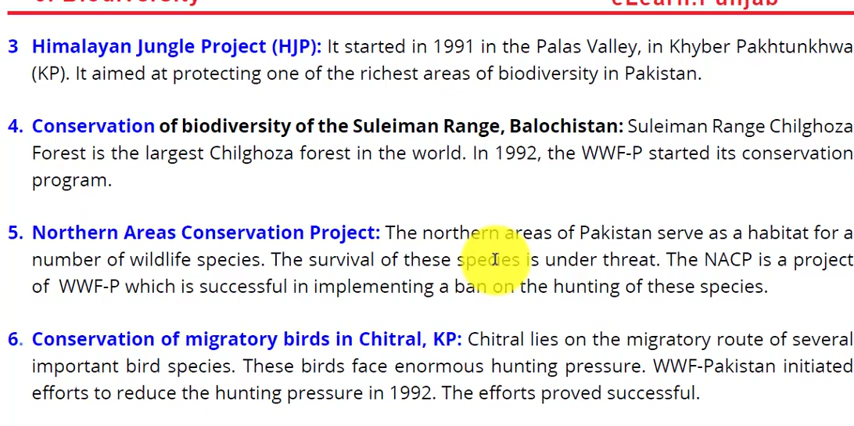 of Biodiversity
eLearn.Punjab
3 Himalayan Jungle Project (HJP): It started in 1991 in the Palas Valley, in Khyber Pakhtunkhwa
(KP). It aimed at protecting one of the richest areas of biodiversity in Pakistan.
4. Conservation of biodiversity of the Suleiman Range, Balochistan: Suleiman Range Chilghoza
Forest is the largest Chilghoza forest in the world. In 1992, the WWF-P started its conservation
program.
5. Northern Areas Conservation Project: The northern areas of Pakistan serve as a habitat for a
number of wildlife species. The survival of these species is under threat. The NACP is a project
of WWF-P which is successful in implementing a ban on the hunting of these species.
6. Conservation of migratory birds in Chitral, KP: Chitral lies on the migratory route of several
important bird species. These birds face enormous hunting pressure. WWF-Pakistan initiated
efforts to reduce the hunting pressure in 1992. The efforts proved successful.